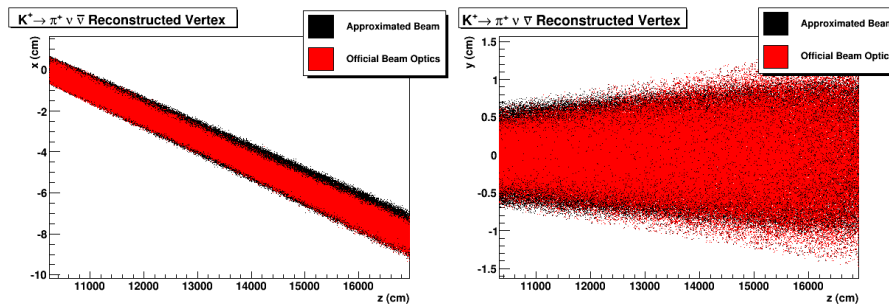 K⁺→ π⁺ ν ν̅ Reconstructed Vertex
Approximated Beam
Official Beam Optics
x (cm)
0
-2
-4
-6
-8
-10
11000 12000 13000 14000 15000 16000
z (cm)
K⁺→ π⁺ ν ν̅ Reconstructed Vertex
Approximated Beam
Official Beam Optics
y (cm)
1.5
1
0.5
0
-0.5
-1
-1.5
11000 12000 13000 14000 15000 16000
z (cm)